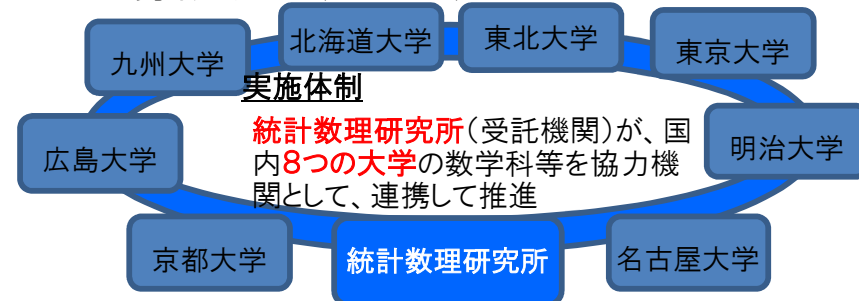 北海道大学
東北大学
九州大学
東京大学
実施体制
統計数理研究所(受託機関)が、国
内8つの大学の数学科等を協力機
関として、連携して推進
広島大学
明治大学
京都大学
統計数理研究所
名古屋大学